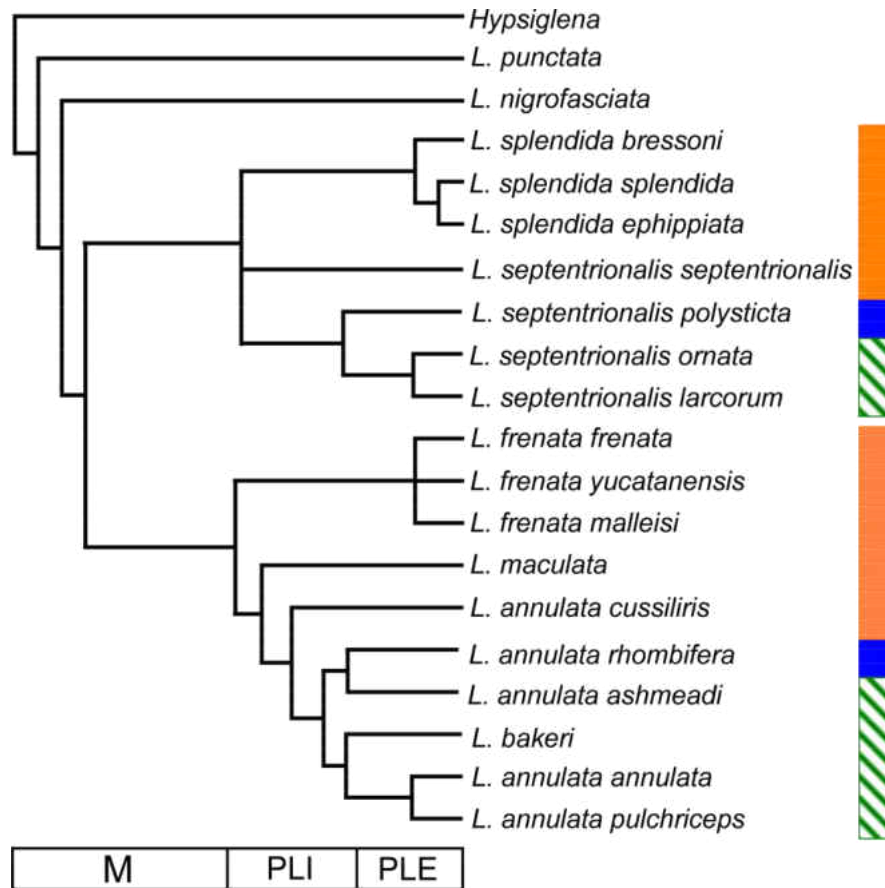 Hypsiglena
L. punctata
L. nigrofasciata
L. splendida bressoni
L. splendida splendida
L. splendida ephippiata
L. septentrionalis septentrionalis
L. septentrionalis polysticta
L. septentrionalis ornata
L. septentrionalis larcorum
L. frenata frenata
L. frenata yucatanensis
L. frenata malleisi
L. maculata
L. annulata cussiliris
L. annulata rhombifera
L. annulata ashmeadi
L. bakeri
L. annulata annulata
L. annulata pulchriceps
M PLI PLE